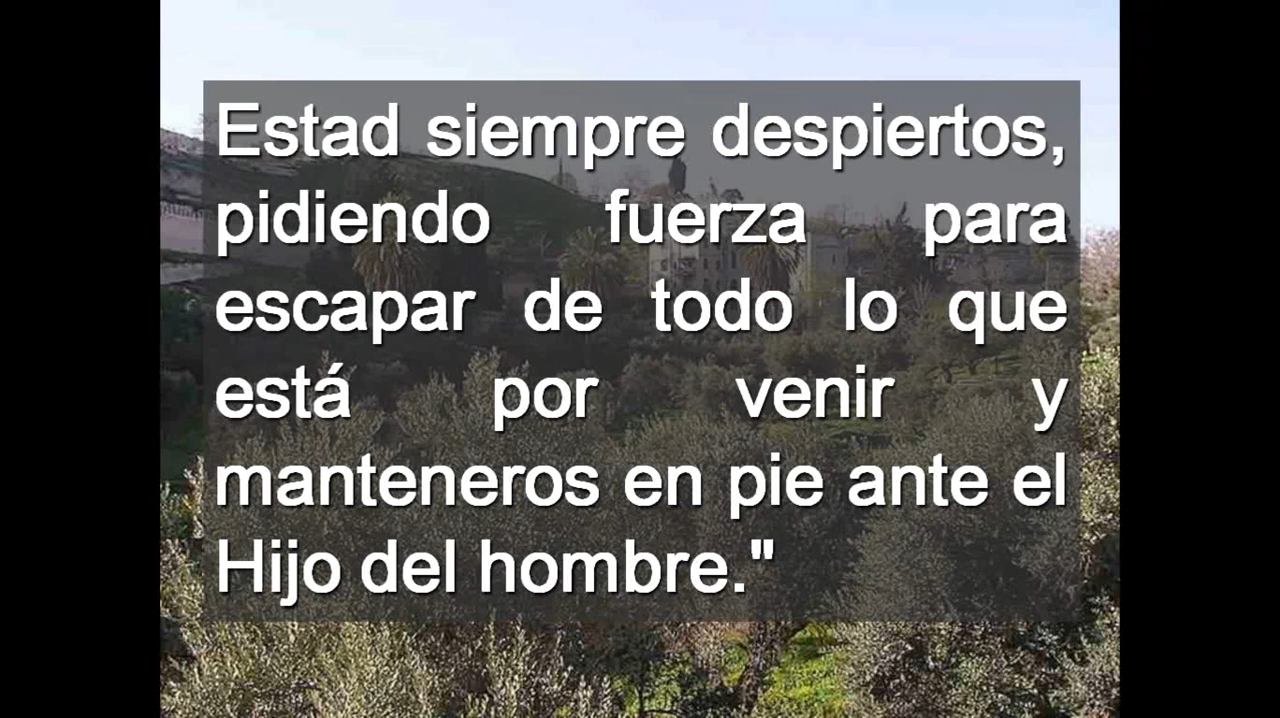 Estad siempre despiertos,
pidiendo fuerza para
escapar de todo lo que
está por venir y
manteneros en pie ante el
Hijo del hombre."